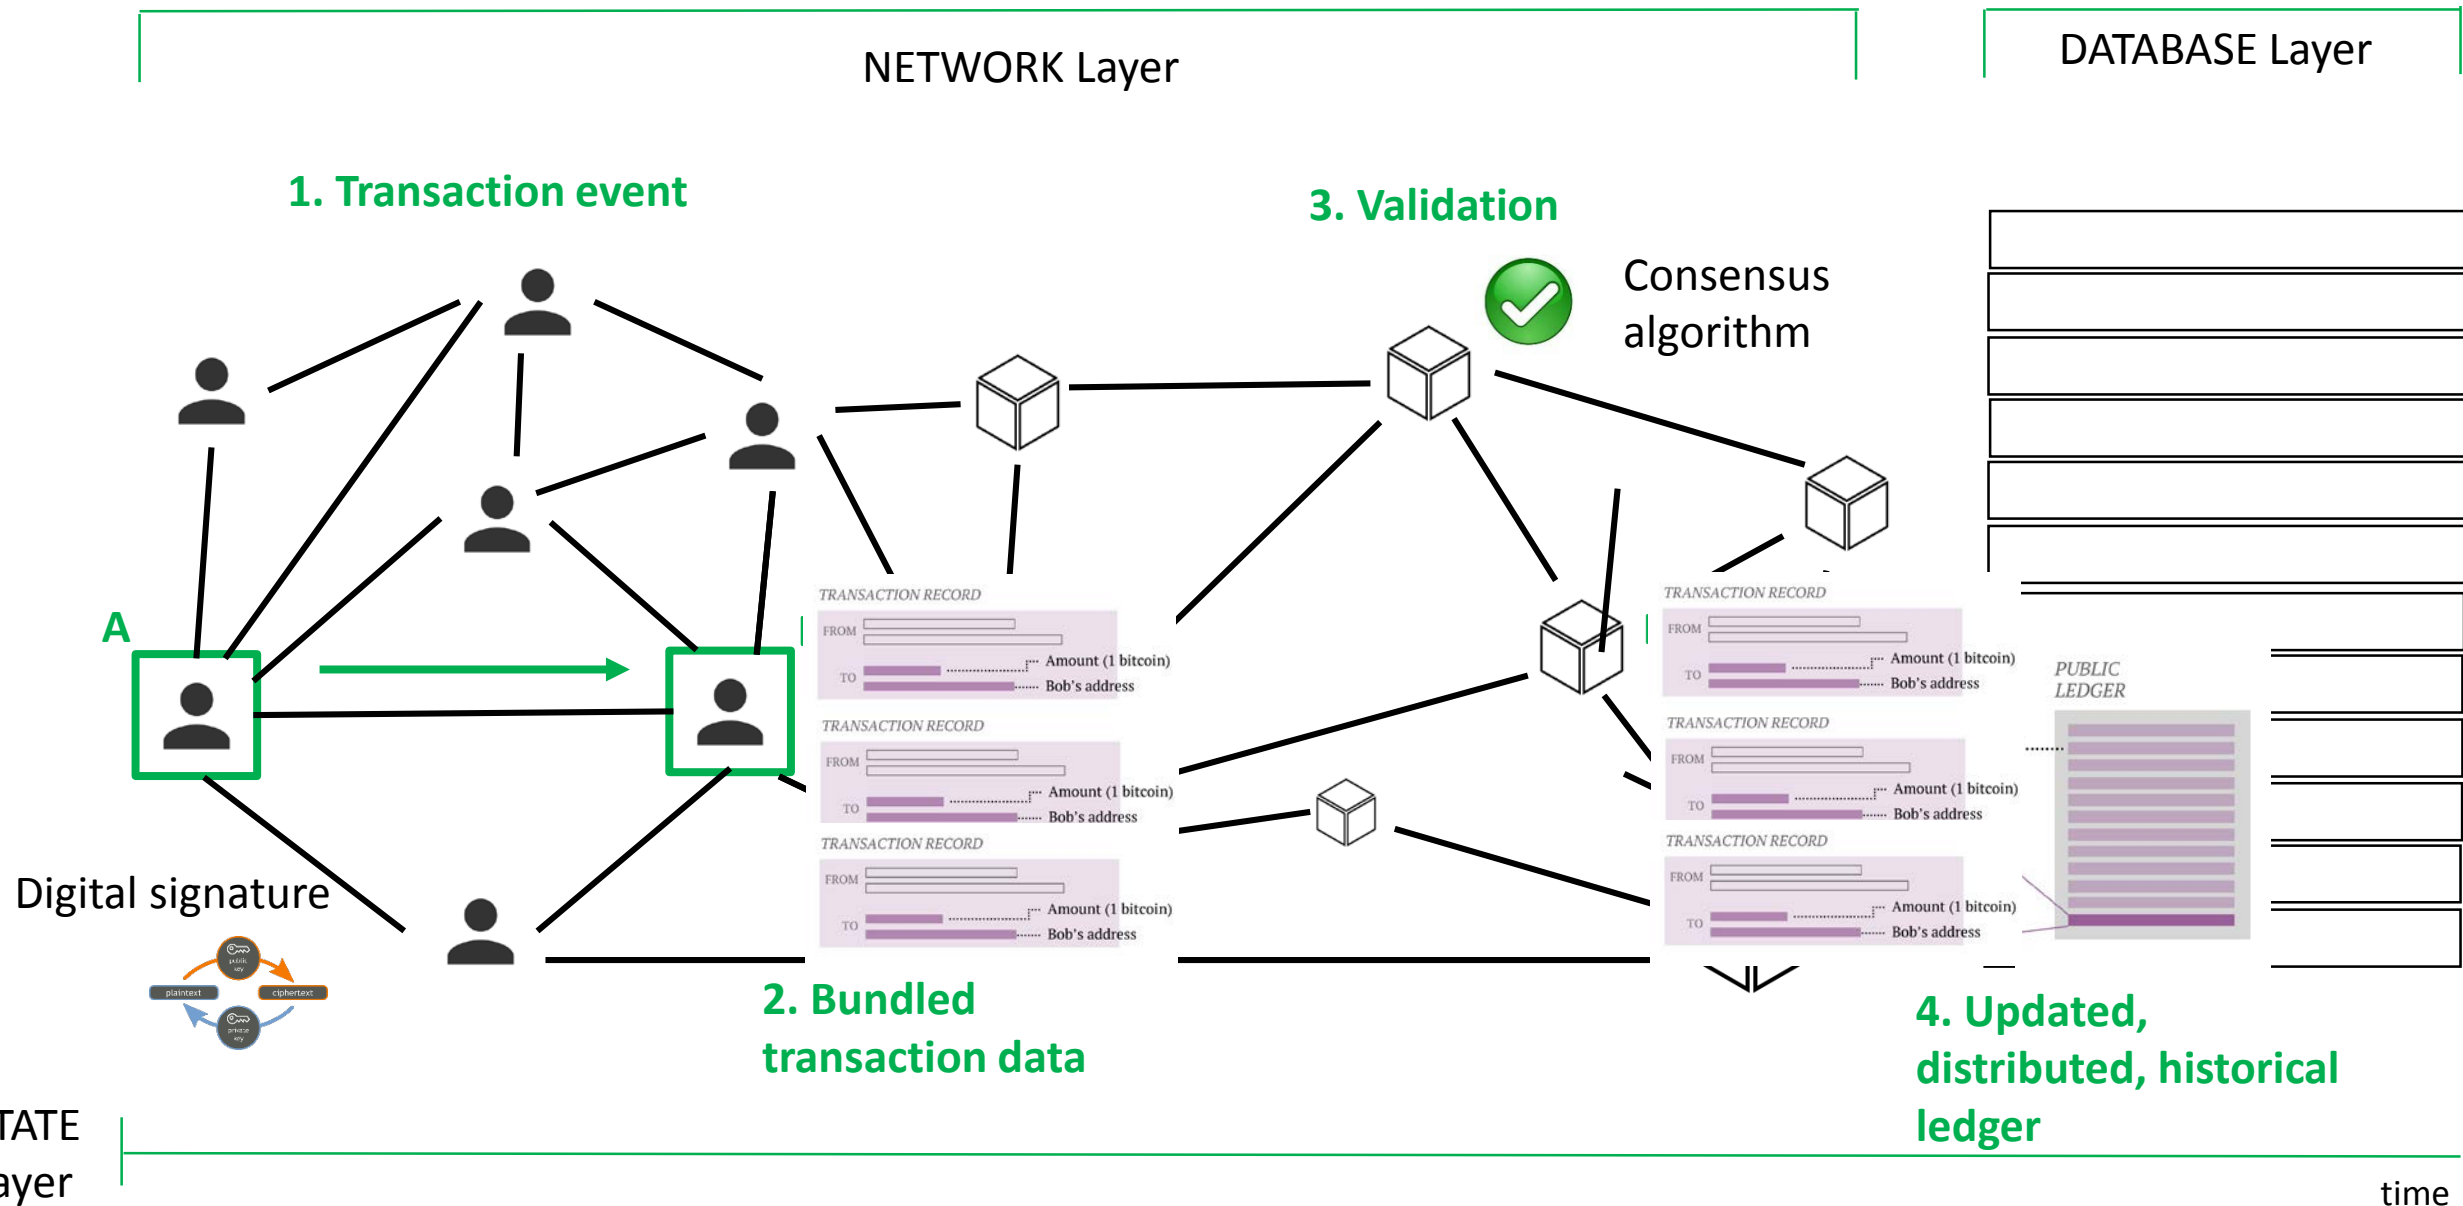 NETWORK Layer
DATABASE Layer
1. Transaction event
3. Validation
Consensus
algorithm
A
TRANSACTION RECORD
FROM
TO
Amount (1 bitcoin)
Bob's address
TRANSACTION RECORD
FROM
TO
Amount (1 bitcoin)
Bob's address
TRANSACTION RECORD
FROM
TO
Amount (1 bitcoin)
Bob's address
TRANSACTION RECORD
FROM
TO
Amount (1 bitcoin)
Bob's address
TRANSACTION RECORD
FROM
TO
Amount (1 bitcoin)
Bob's address
TRANSACTION RECORD
FROM
TO
Amount (1 bitcoin)
Bob's address
PUBLIC
LEDGER
Digital signature
public
key
plaintext
ciphertext
private
key
2. Bundled
transaction data
4. Updated,
distributed, historical
ledger
TATE
ayer
time